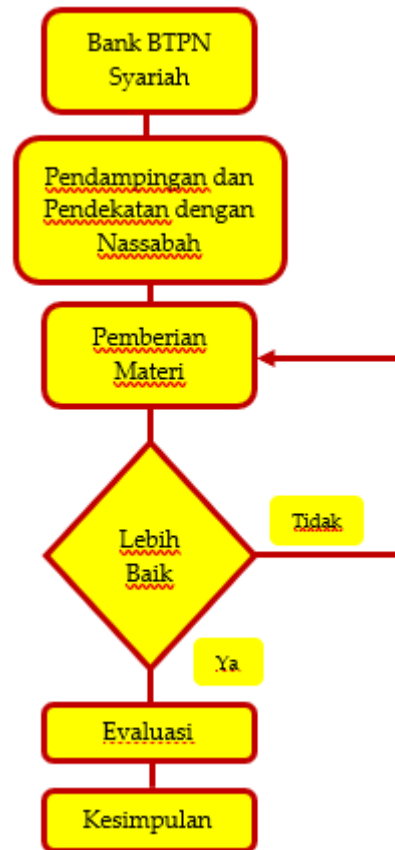 Bank BTPN
Syariah
Pendampingan dan
Pendekatan dengan
Nassabah
Pemberian
Materi
Lebih
Baik
Tidak
Ya
Evaluasi
Kesimpulan